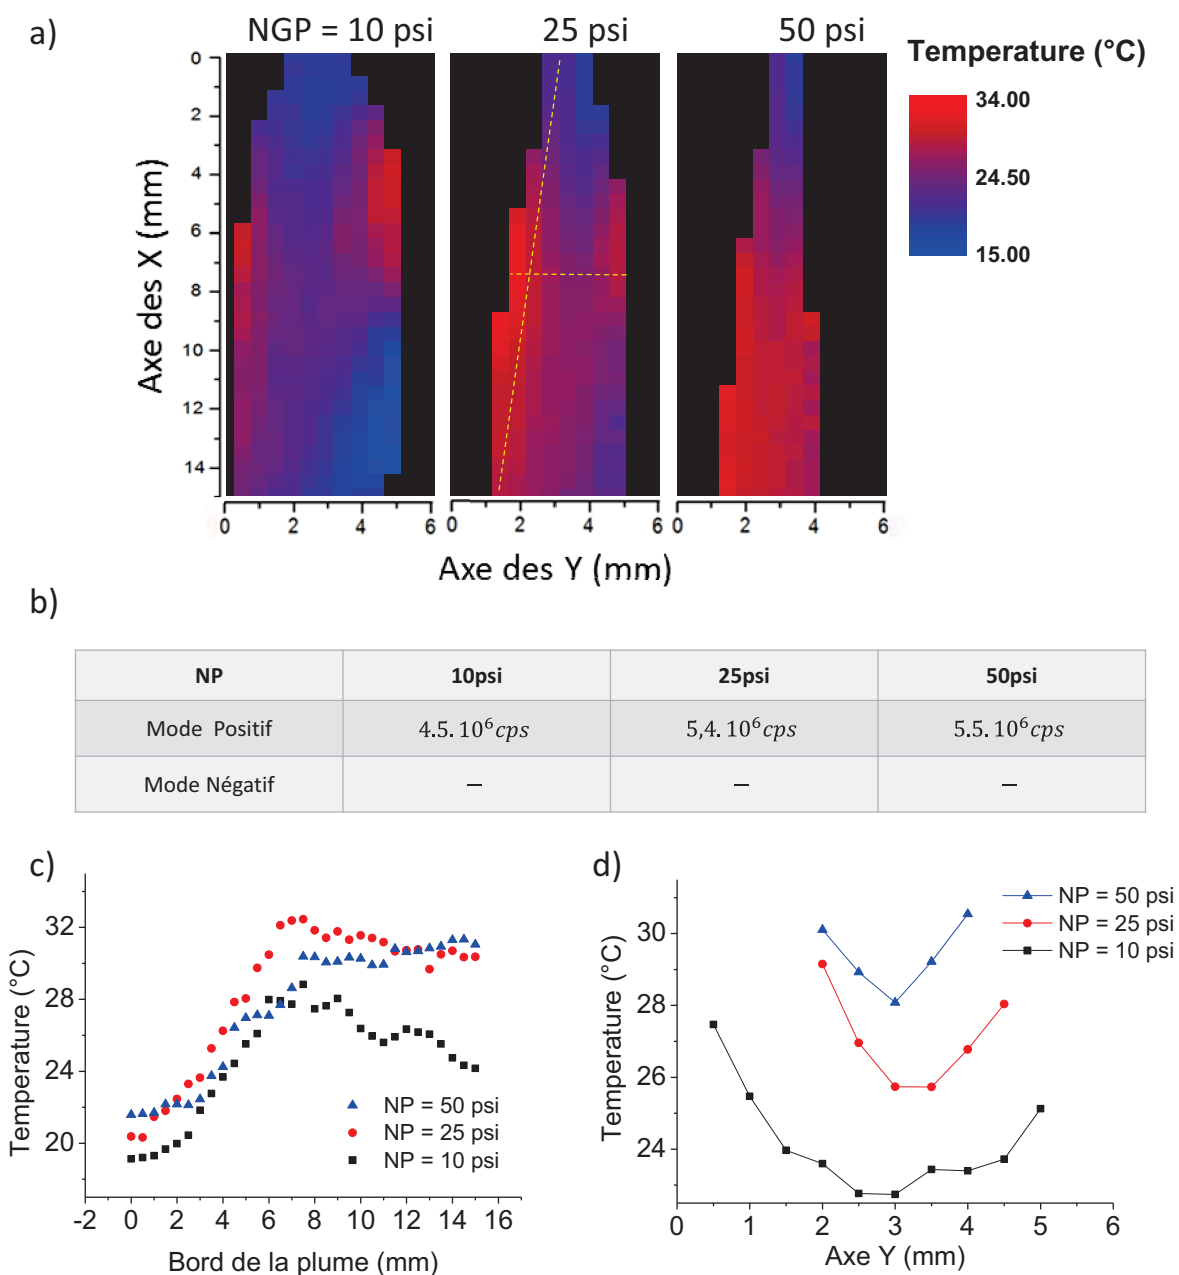 a)
NGP = 10 psi
25 psi
50 psi
Temperature (°C)
34.00
24.50
15.00
Axe des X (mm)
0
2
4
6
8
10
12
14
0 2 4 6
0 2 4 6
0 2 4 6
Axe des Y (mm)
b)
NP 10psi 25psi 50psi
Mode Positif 4.5. 10⁶cps 5,4. 10⁶cps 5.5. 10⁶cps
Mode Négatif – – –
c)
Temperature (°C)
32
28
24
20
NP = 50 psi
NP = 25 psi
NP = 10 psi
-2 0 2 4 6 8 10 12 14 16
Bord de la plume (mm)
d)
Temperature (°C)
30
28
26
24
NP = 50 psi
NP = 25 psi
NP = 10 psi
0 1 2 3 4 5 6
Axe Y (mm)